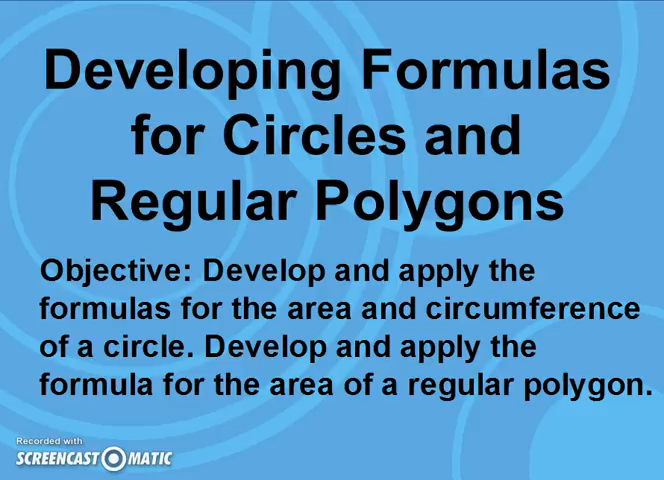 Developing Formulas
for Circles and
Regular Polygons
Objective: Develop and apply the
formulas for the area and circumference
of a circle. Develop and apply the
formula for the area of a regular polygon.
Recorded with
SCREENCAST MATIC